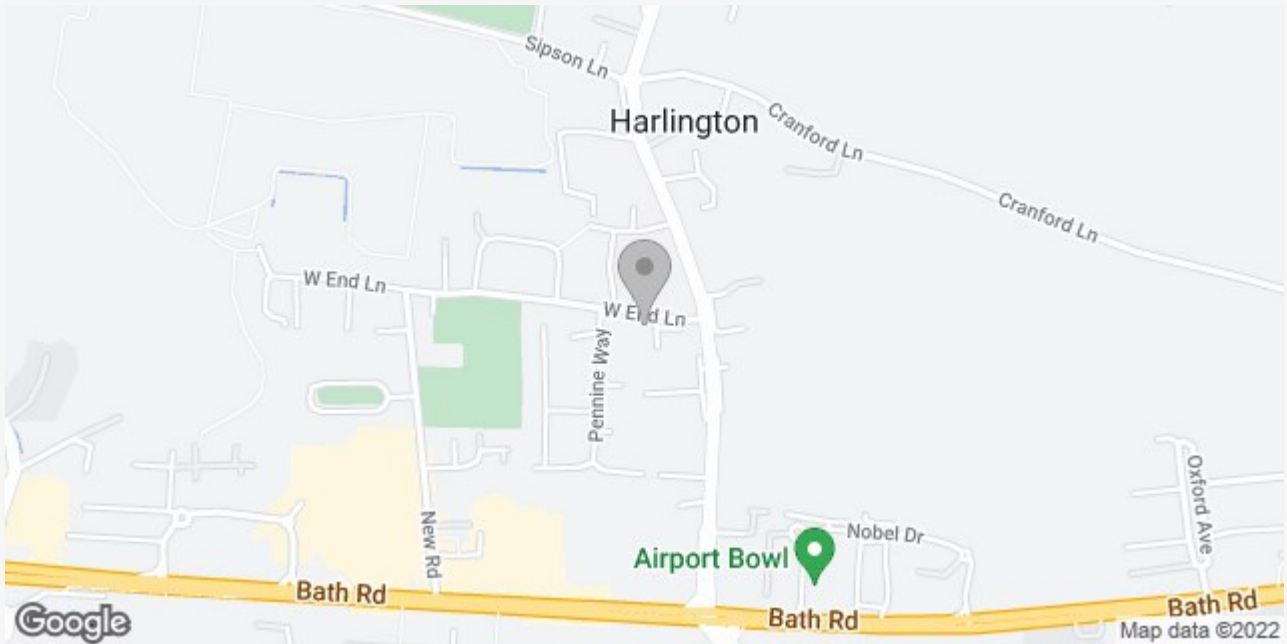 Sipson Ln
Harlington
Cranford Ln
Cranford Ln
W End Ln
W End Ln
Pennine Way
Oxford Ave
New Rd
Nobel Dr
Airport Bowl
Bath Rd
Bath Rd
Bath Rd
Google
Map data ©2022